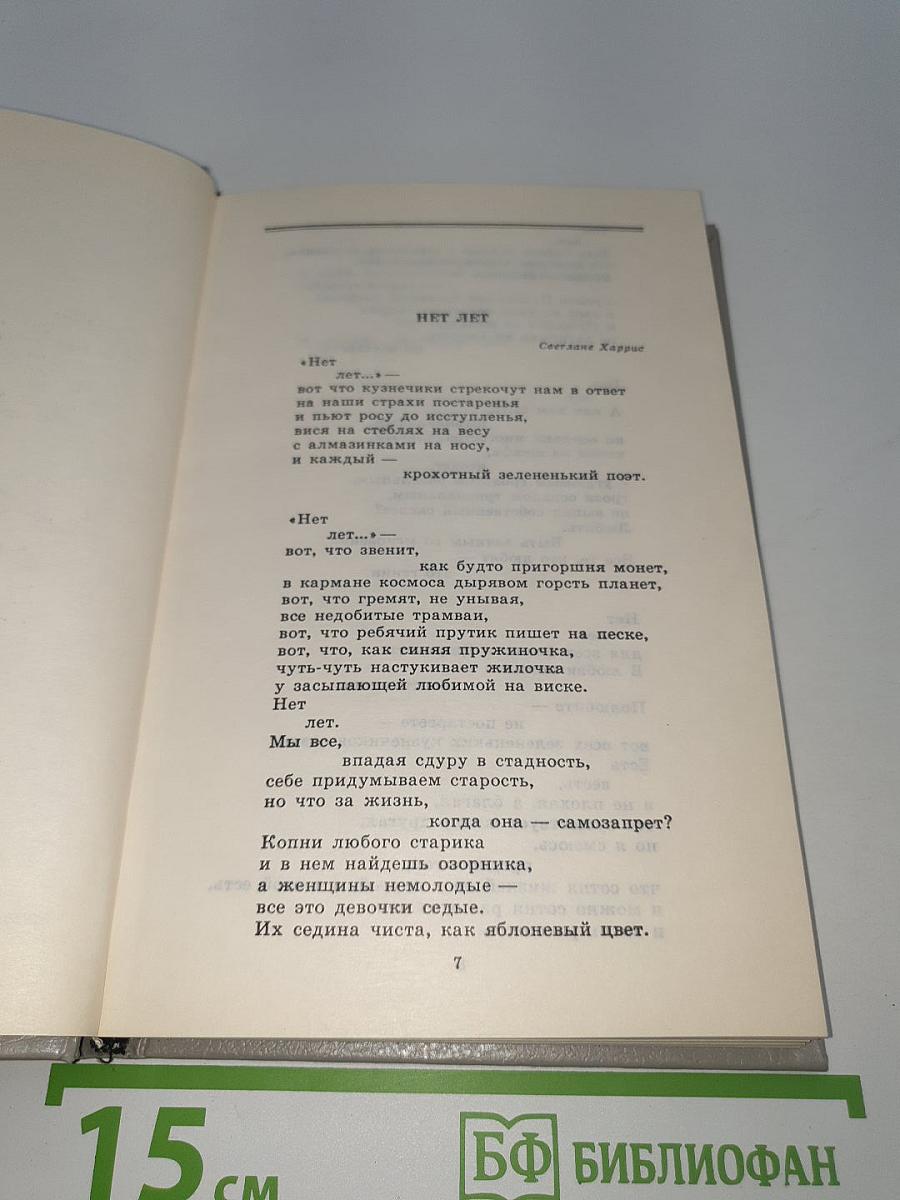 НЕТ ЛЕТ
Светлане Харрис
«Нет
лет...» —
вот что кузнечики стрекочут нам в ответ
на наши страхи постаренья
и пьют росу до исступленья,
вися на стеблях на весу
с алмазинками на носу,
и каждый —
крохотный зелененький поэт.
«Нет
лет...» —
вот, что звенит,
как будто пригоршня монет,
в кармане космоса дырявом горсть планет,
вот, что гремят, не унывая,
все недобитые трамваи,
вот, что ребячий прутик пишет на песке,
вот, что, как синяя пружиночка,
чуть-чуть настукивает жилочка
у засыпающей любимой на виске.
Нет
лет.
Мы все,
впадая сдуру в стадность,
себе придумываем старость,
но что за жизнь,
когда она — самозапрет?
Копни любого старика
и в нем найдешь озорника,
а женщины немолодые —
все это девочки седые.
Их седина чиста, как яблоневый цвет.
7
15 см
БФ БИБЛИОФАН